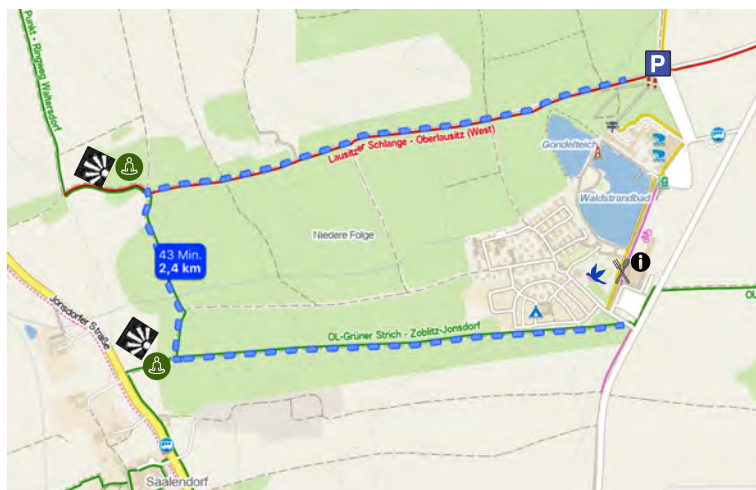 Punkt - Ringweg Waltersdorf
P
Lausitzer Schlange - Oberlausitz (West)
Gondelteich
Waldstrandbad
Niedere Folge
43 Min.
2,4 km
i
Jonsdorfer Straße
OL-Grüner Strich - Zoblitz-Jonsdorf
OL
Saalendorf